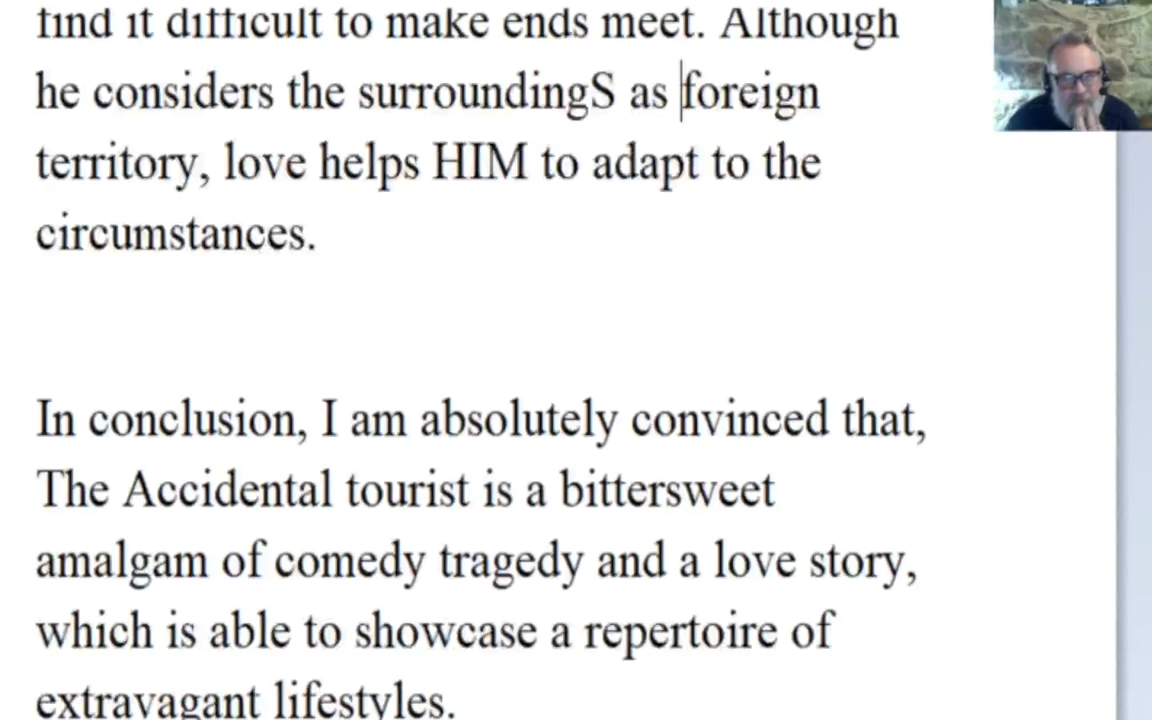 find it difficult to make ends meet. Although
he considers the surroundingS as foreign
territory, love helps HIM to adapt to the
circumstances.
In conclusion, I am absolutely convinced that,
The Accidental tourist is a bittersweet
amalgam of comedy tragedy and a love story,
which is able to showcase a repertoire of
extravagant lifestyles.